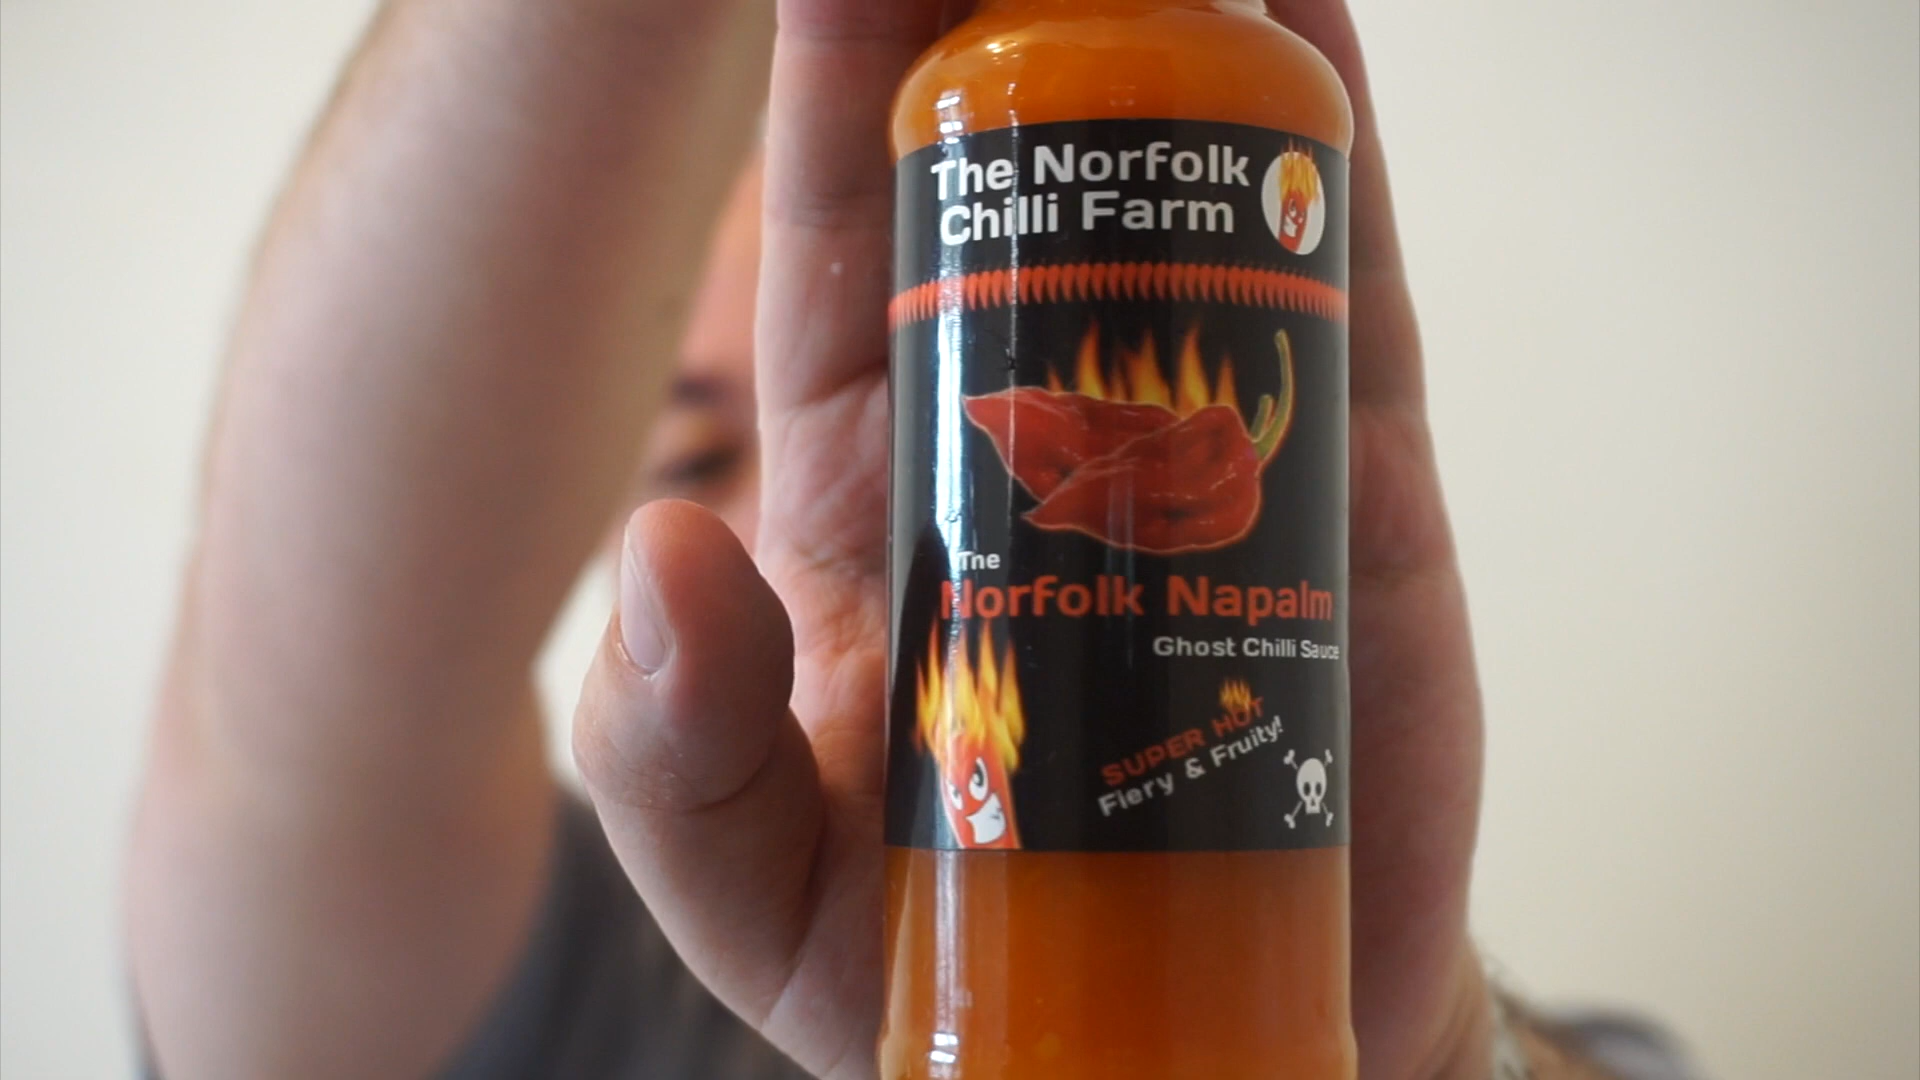 The Norfolk
Chilli Farm
The
Norfolk Napalm
Ghost Chilli Sauce
SUPER HOT
Fiery & Fruity!